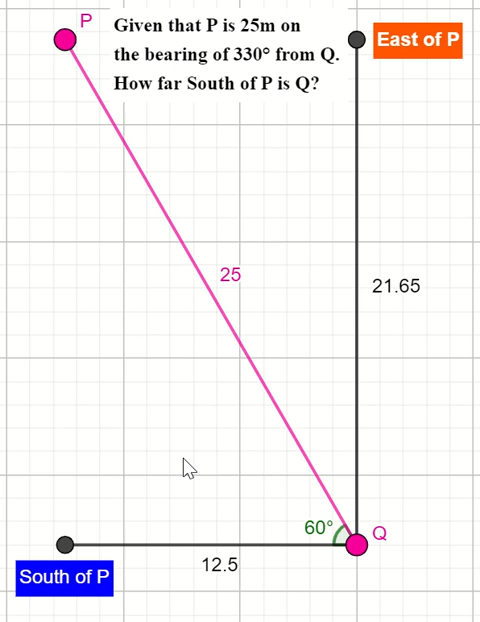 P
Given that P is 25m on
the bearing of 330° from Q.
How far South of P is Q?
East of P
25
21.65
60°
Q
12.5
South of P